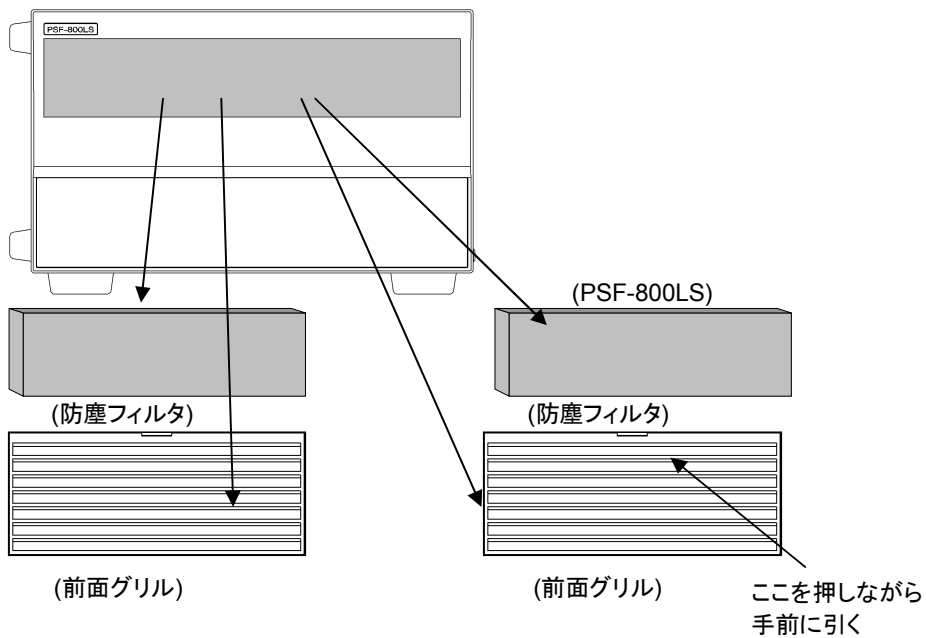 PSF-800LS
(PSF-800LS)
(防塵フィルタ)
(防塵フィルタ)
(前面グリル)
(前面グリル)
ここを押しながら
手前に引く